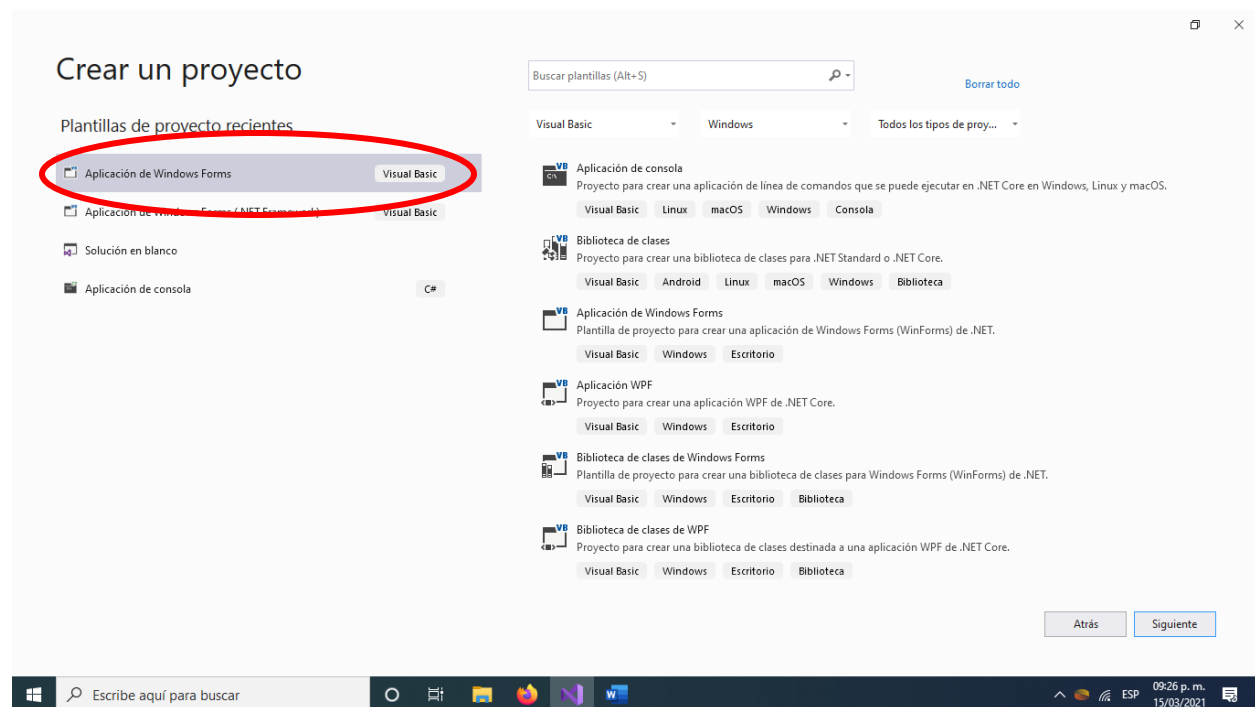 Crear un proyecto
Plantillas de proyecto recientes
Aplicación de Windows Forms Visual Basic
Aplicación de Windows Forms (.NET Framework) Visual Basic
Solución en blanco
Aplicación de consola C#
Buscar plantillas (Alt+S)
Borrar todo
Visual Basic Windows Todos los tipos de proy...
Aplicación de consola
Proyecto para crear una aplicación de línea de comandos que se puede ejecutar en .NET Core en Windows, Linux y macOS.
Visual Basic Linux macOS Windows Consola
Biblioteca de clases
Proyecto para crear una biblioteca de clases para .NET Standard o .NET Core.
Visual Basic Android Linux macOS Windows Biblioteca
Aplicación de Windows Forms
Plantilla de proyecto para crear una aplicación de Windows Forms (WinForms) de .NET.
Visual Basic Windows Escritorio
Aplicación WPF
Proyecto para crear una aplicación WPF de .NET Core.
Visual Basic Windows Escritorio
Biblioteca de clases de Windows Forms
Plantilla de proyecto para crear una biblioteca de clases para Windows Forms (WinForms) de .NET.
Visual Basic Windows Escritorio Biblioteca
Biblioteca de clases de WPF
Proyecto para crear una biblioteca de clases destinada a una aplicación WPF de .NET Core.
Visual Basic Windows Escritorio Biblioteca
Atrás Siguiente
Escribe aquí para buscar
ESP
09:26 p. m.
15/03/2021